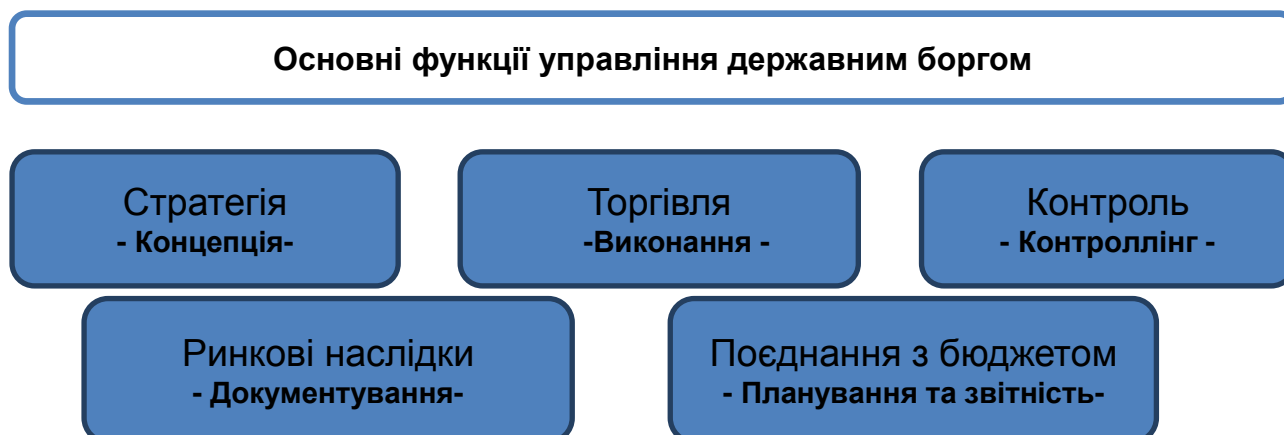 Основні функції управління державним боргом
Стратегія
- Концепція-
Торгівля
-Виконання -
Контроль
- Контроллінг -
Ринкові наслідки
- Документування-
Поєднання з бюджетом
- Планування та звітність-